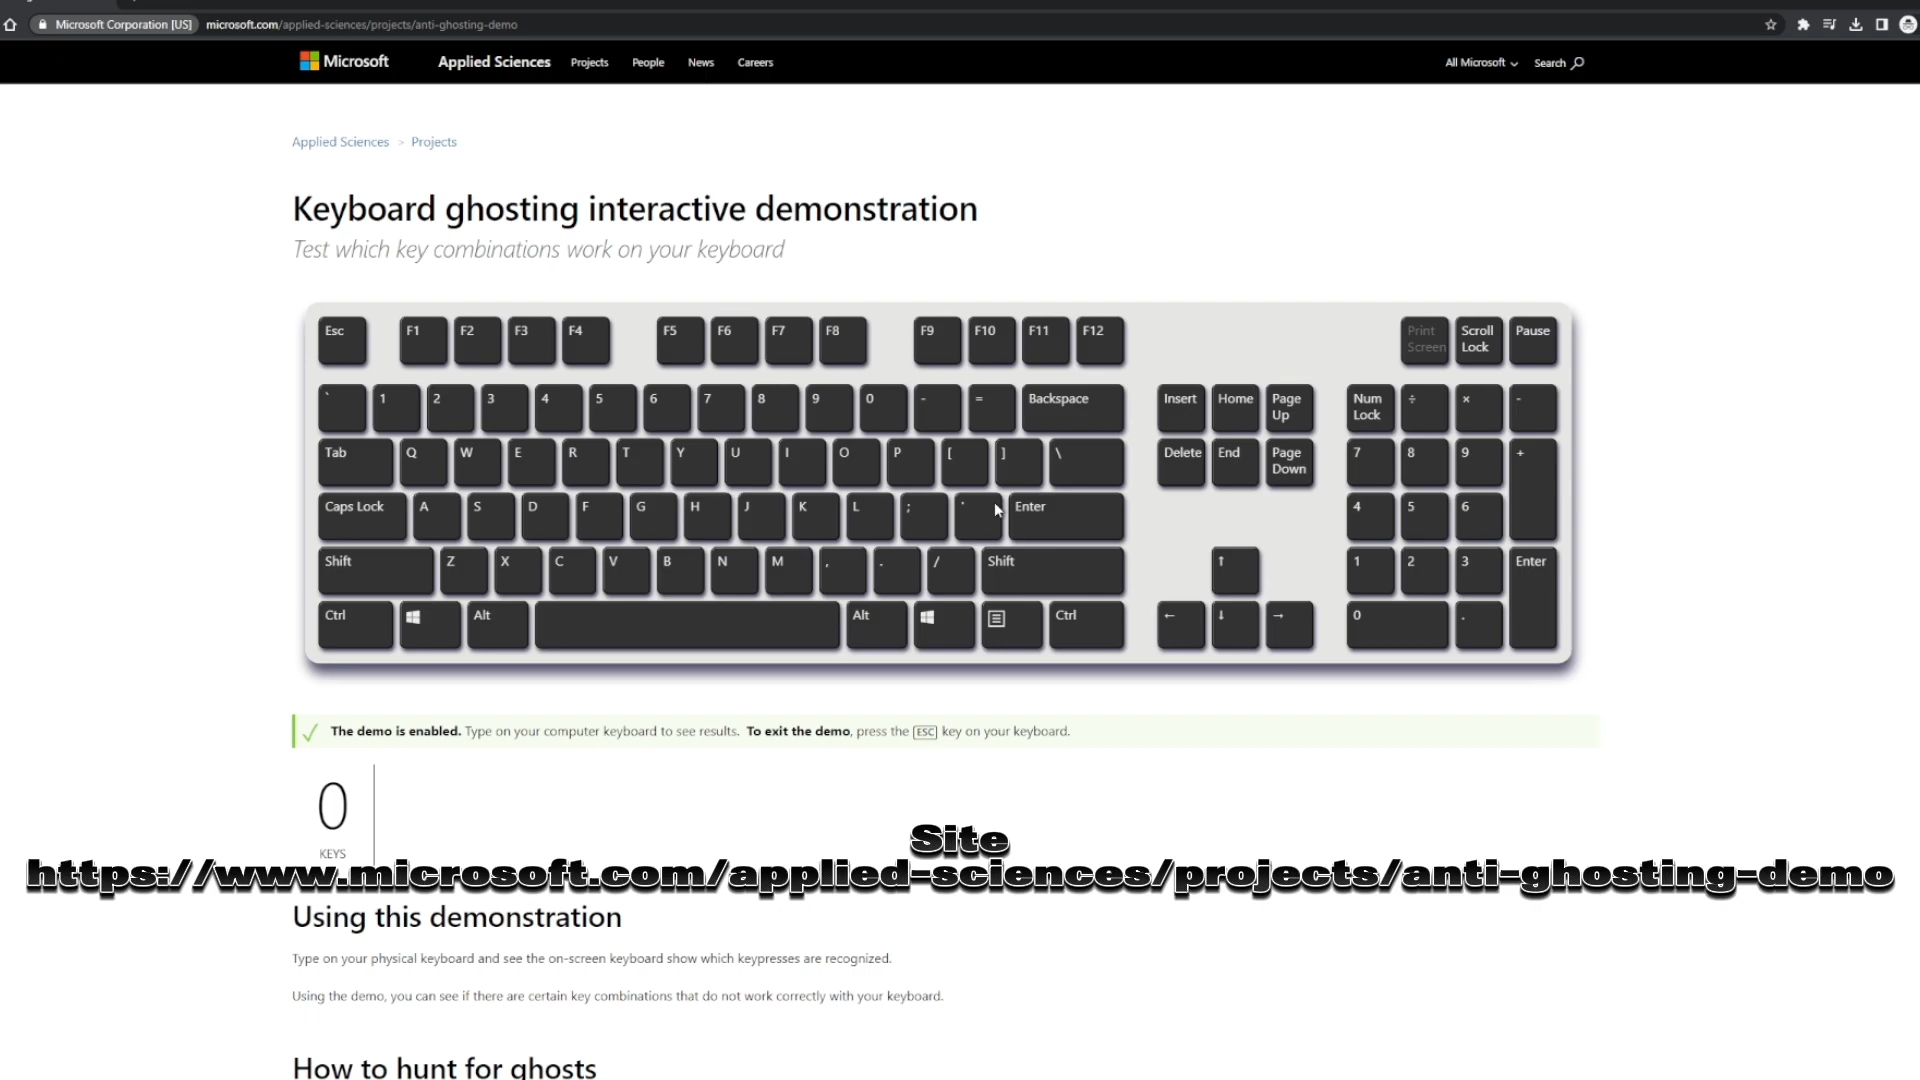 Microsoft Corporation [US] microsoft.com/applied-sciences/projects/anti-ghosting-demo
Microsoft Applied Sciences Projects People News Careers All Microsoft Search
Applied Sciences > Projects
Keyboard ghosting interactive demonstration
Test which key combinations work on your keyboard
Esc F1 F2 F3 F4 F5 F6 F7 F8 F9 F10 F11 F12 Print Screen Scroll Lock Pause
` 1 2 3 4 5 6 7 8 9 0 - = Backspace Insert Home Page Up Num Lock ÷ × -
Tab Q W E R T Y U I O P [ ] \ Delete End Page Down 7 8 9 +
Caps Lock A S D F G H J K L ; ' Enter 4 5 6
Shift Z X C V B N M , . / Shift ↑ 1 2 3 Enter
Ctrl Alt Alt Ctrl ← ↓ → 0 .
The demo is enabled. Type on your computer keyboard to see results. To exit the demo, press the ESC key on your keyboard.
0
KEYS
Site
https://www.microsoft.com/applied-sciences/projects/anti-ghosting-demo
Using this demonstration
Type on your physical keyboard and see the on-screen keyboard show which keypresses are recognized.
Using the demo, you can see if there are certain key combinations that do not work correctly with your keyboard.
How to hunt for ghosts